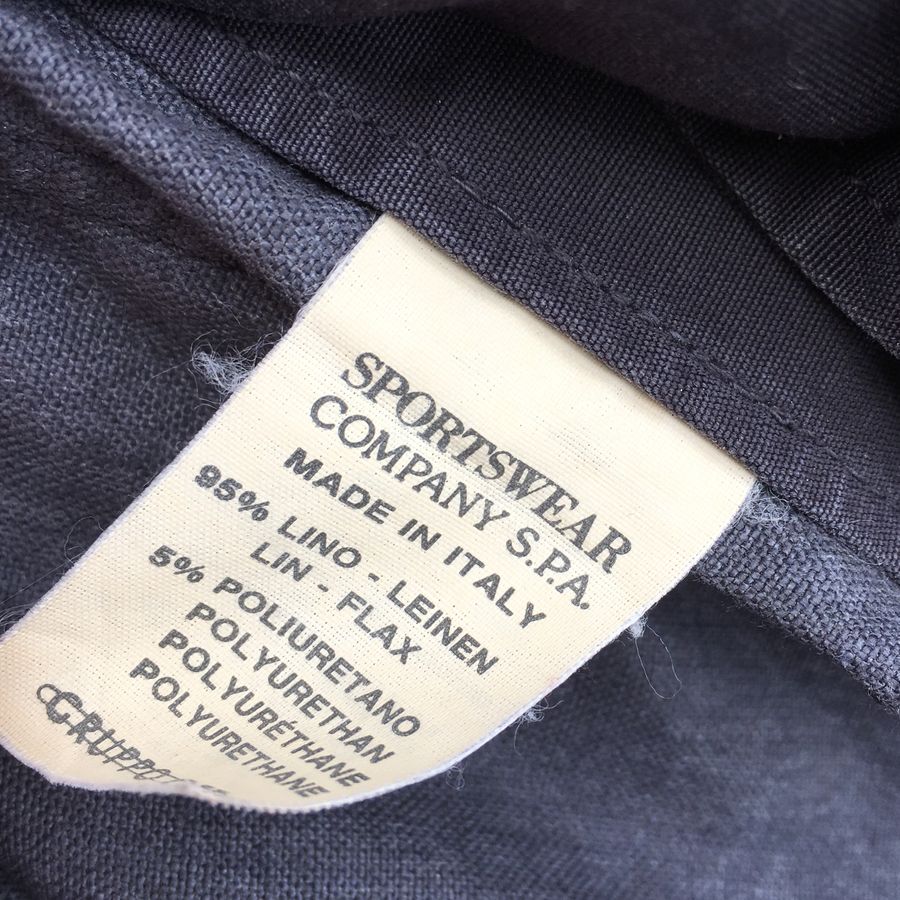 SPORTSWEAR
COMPANY S.P.A.
MADE IN ITALY
95% LINO - LEINEN
LIN - FLAX
5% POLIURETANO
POLYURETHAN
POLYURÉTHANE
POLYURETHANE